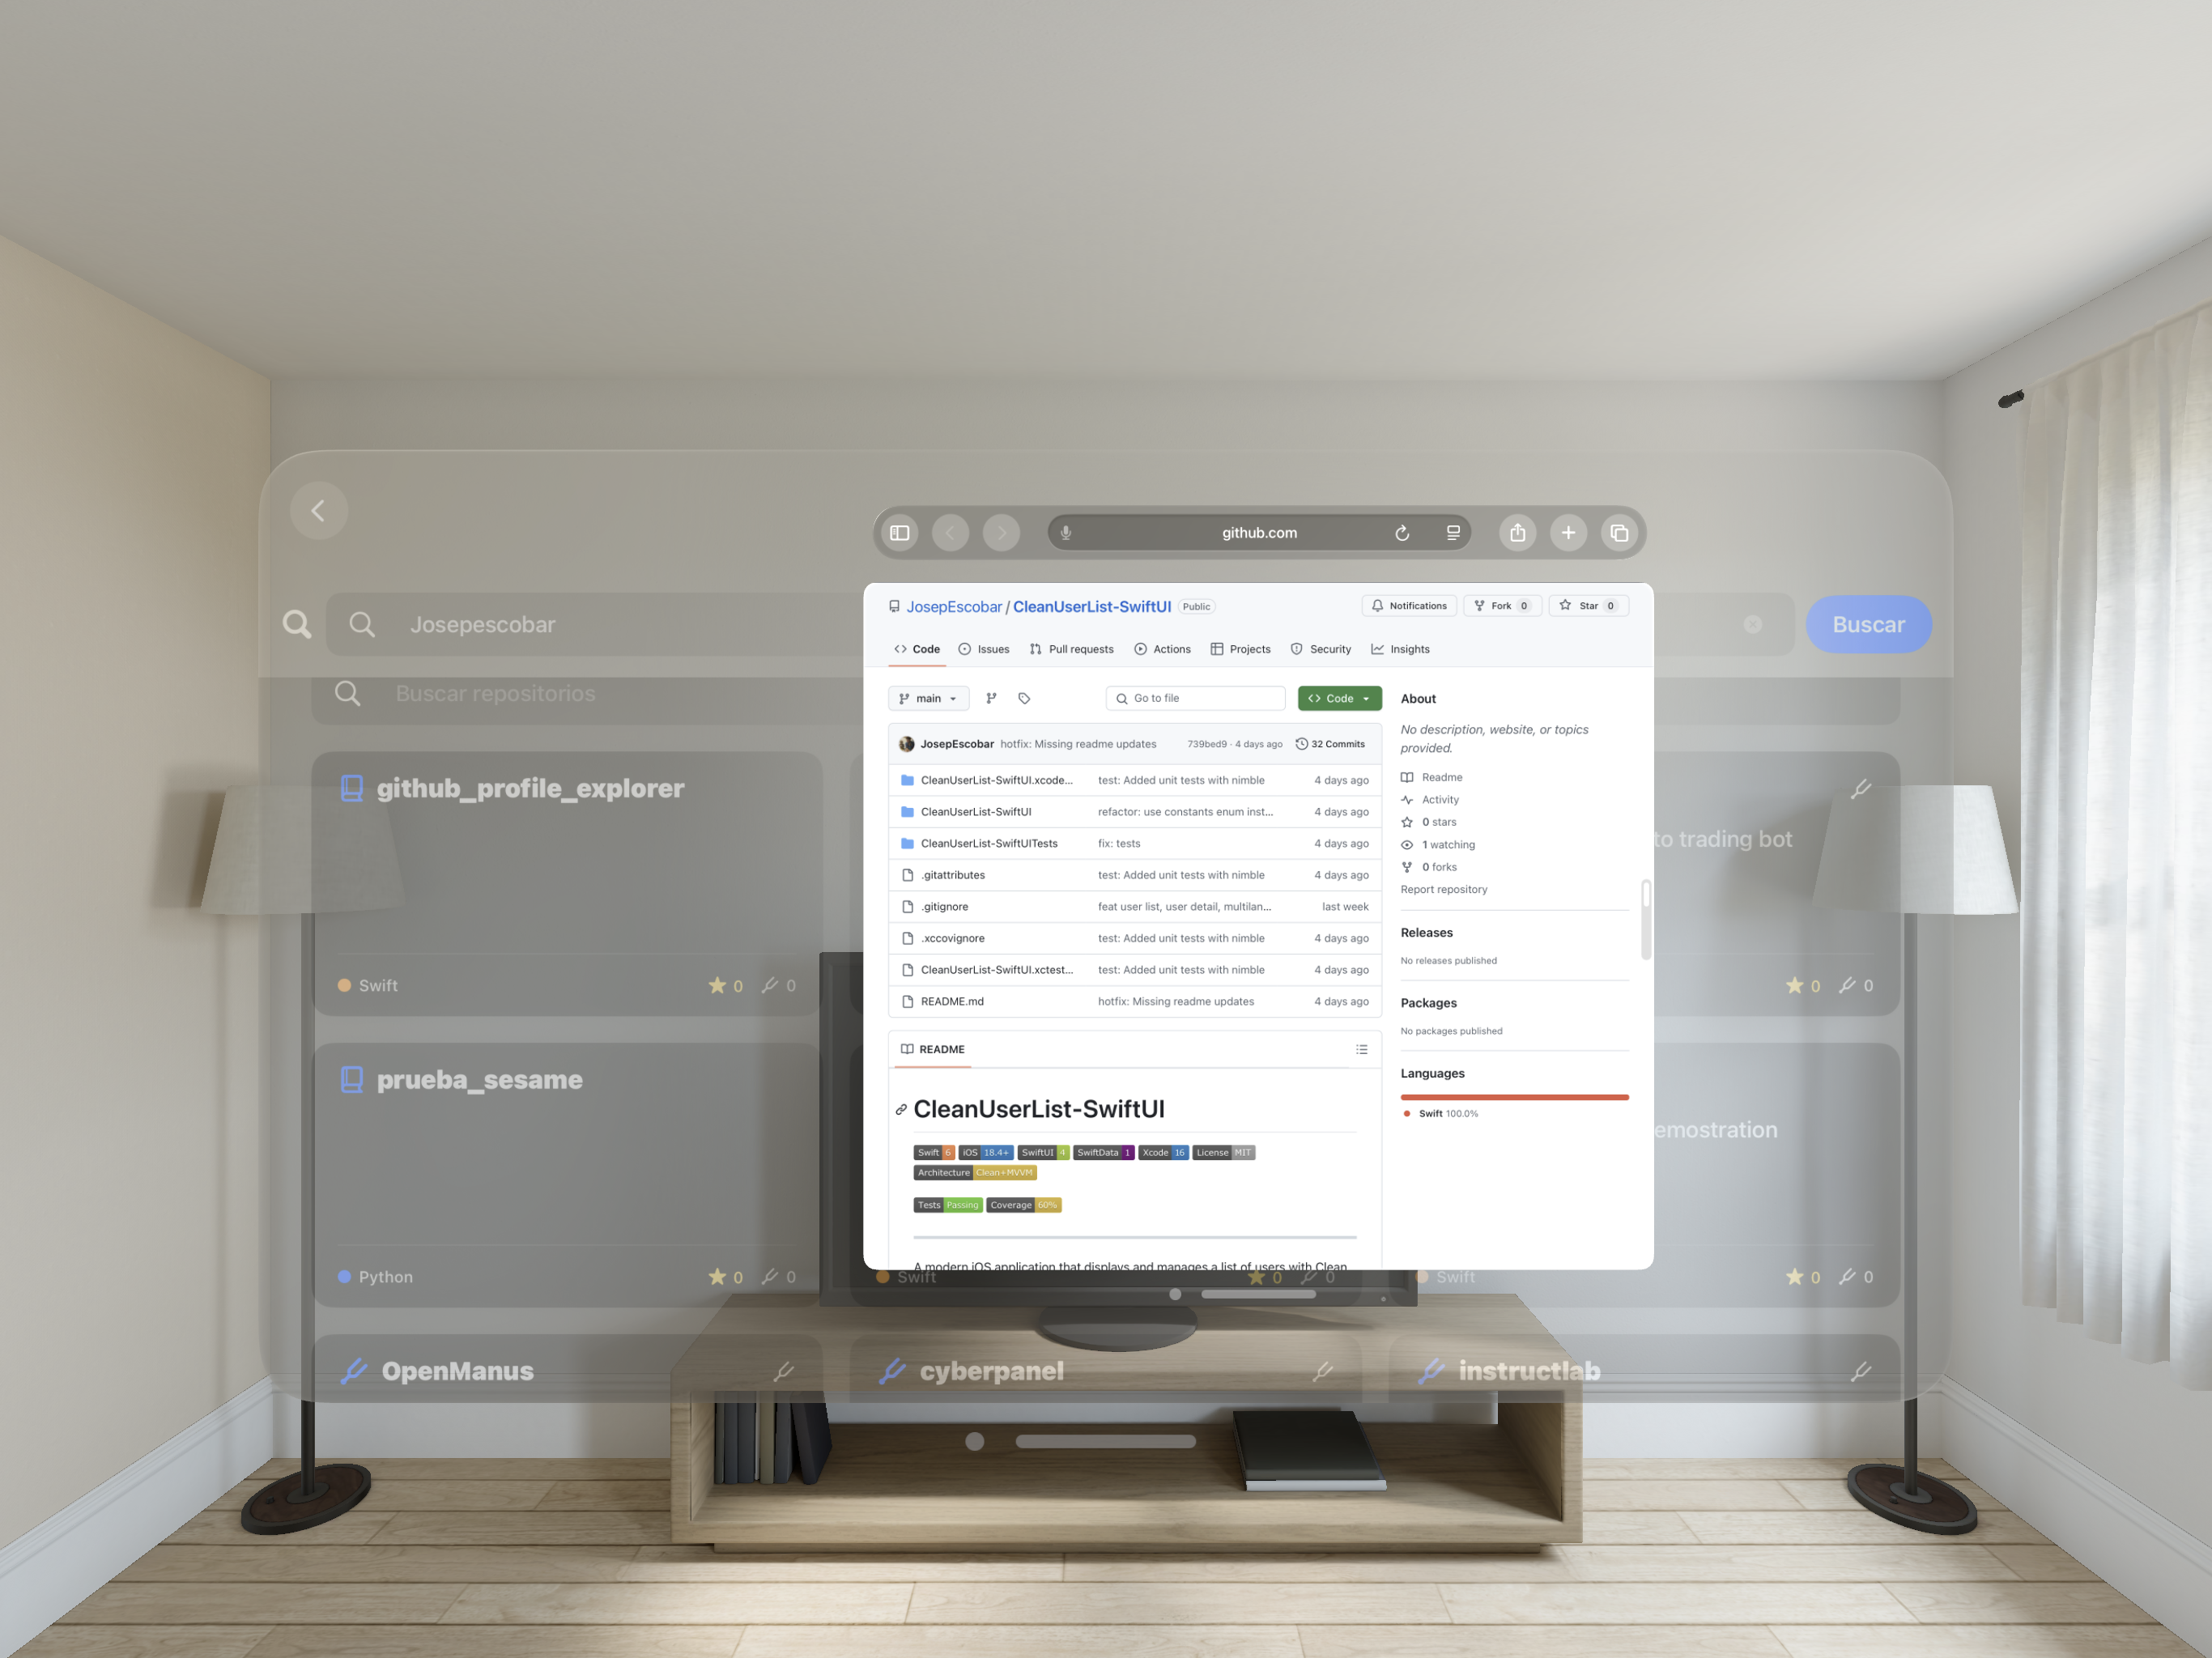 github.com
Josepescobar
Buscar
Buscar repositorios
github_profile_explorer
Swift
0
0
prueba_sesame
Python
0
0
OpenManus
JosepEscobar / CleanUserList-SwiftUI Public
Notifications
Fork 0
Star 0
Code Issues Pull requests Actions Projects Security Insights
main
Go to file
Code
JosepEscobar hotfix: Missing readme updates 739bed9 · 4 days ago 32 Commits
CleanUserList-SwiftUI.xcode... test: Added unit tests with nimble 4 days ago
CleanUserList-SwiftUI refactor: use constants enum inst... 4 days ago
CleanUserList-SwiftUITests fix: tests 4 days ago
.gitattributes test: Added unit tests with nimble 4 days ago
.gitignore feat user list, user detail, multilan... last week
.xccovignore test: Added unit tests with nimble 4 days ago
CleanUserList-SwiftUI.xctest... test: Added unit tests with nimble 4 days ago
README.md hotfix: Missing readme updates 4 days ago
README
CleanUserList-SwiftUI
Swift 6 iOS 18.4+ SwiftUI 4 SwiftData 1 Xcode 16 License MIT
Architecture Clean+MVVM
Tests Passing Coverage 60%
A modern iOS application that displays and manages a list of users with Clean
About
No description, website, or topics
provided.
Readme
Activity
0 stars
1 watching
0 forks
Report repository
Releases
No releases published
Packages
No packages published
Languages
Swift 100.0%
Swift
0
0
cyberpanel
to trading bot
0
0
emostration
Swift
0
0
instructlab